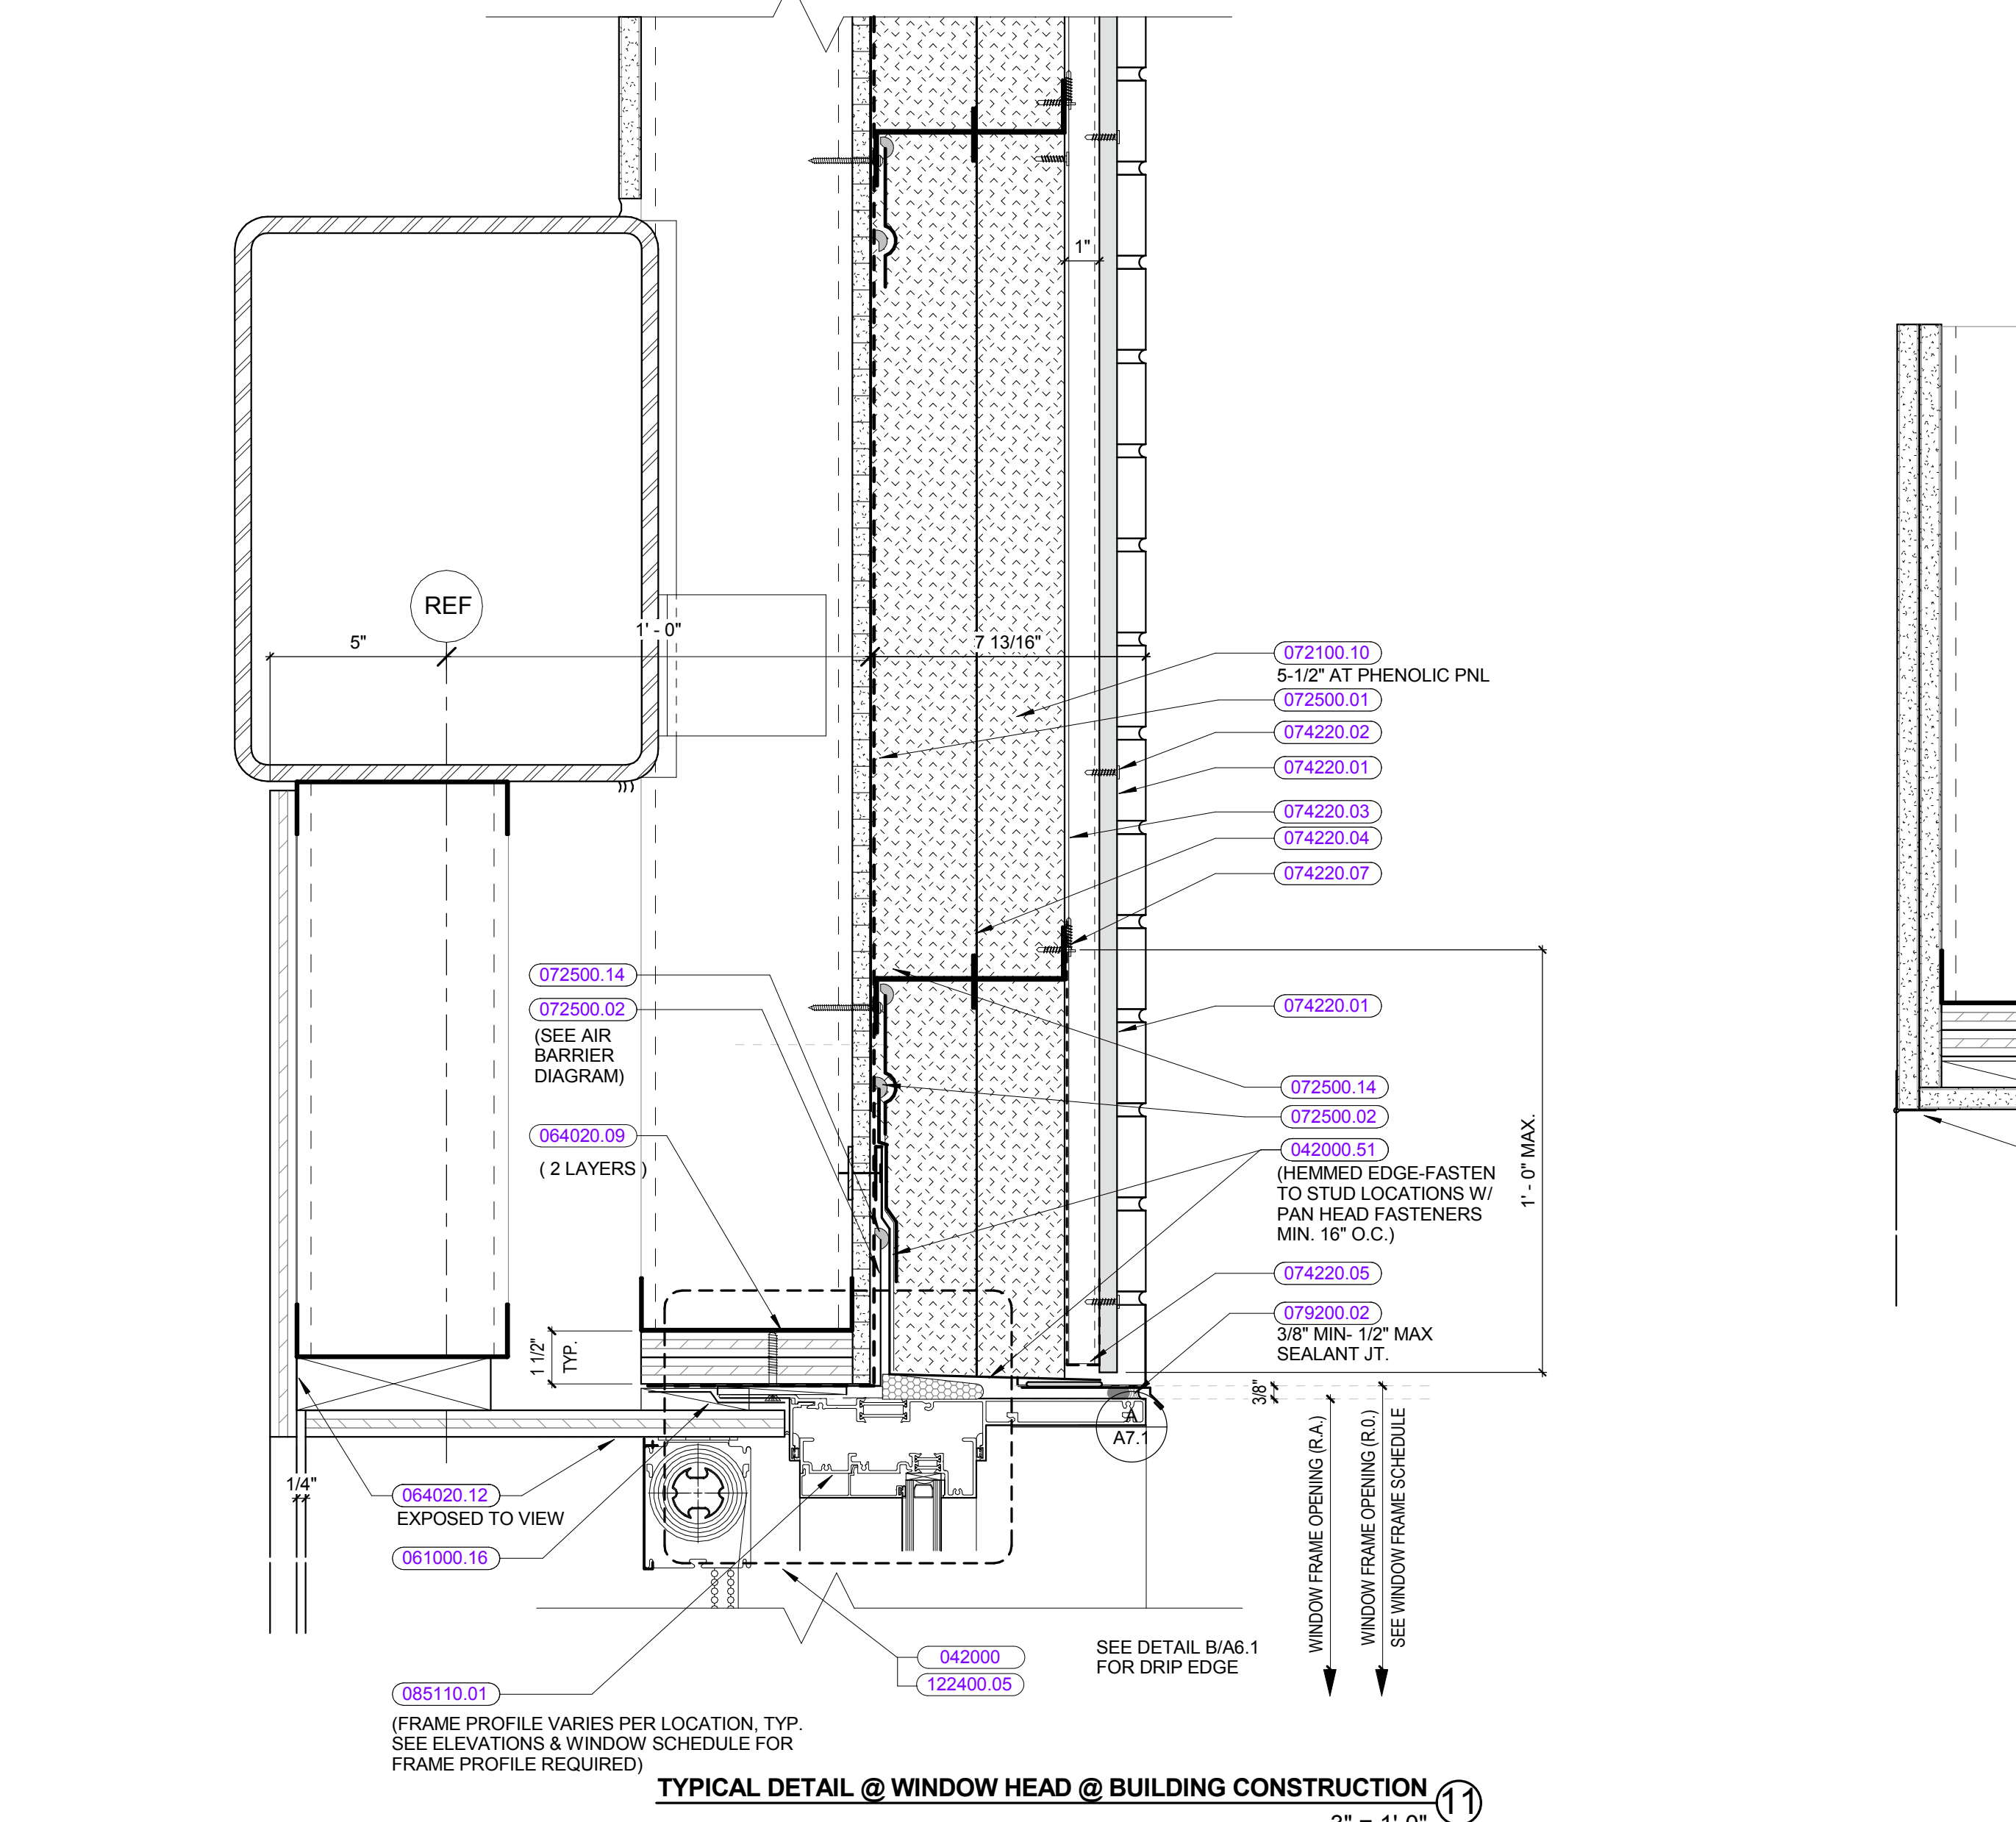 1"
REF
5"
1' - 0"
7 13/16"
072100.10
5-1/2" AT PHENOLIC PNL
072500.01
074220.02
074220.01
074220.03
074220.04
074220.07
072500.14
072500.02
(SEE AIR
BARRIER
DIAGRAM)
064020.09
( 2 LAYERS )
074220.01
072500.14
072500.02
042000.51
(HEMMED EDGE-FASTEN
TO STUD LOCATIONS W/
PAN HEAD FASTENERS
MIN. 16" O.C.)
1' - 0" MAX.
074220.05
079200.02
3/8" MIN- 1/2" MAX
SEALANT JT.
1 1/2"
TYP.
3/8"
A
A7.1
1/4"
064020.12
EXPOSED TO VIEW
061000.16
WINDOW FRAME OPENING (R.A.)
WINDOW FRAME OPENING (R.O.)
SEE WINDOW FRAME SCHEDULE
042000
122400.05
SEE DETAIL B/A6.1
FOR DRIP EDGE
085110.01
(FRAME PROFILE VARIES PER LOCATION, TYP.
SEE ELEVATIONS & WINDOW SCHEDULE FOR
FRAME PROFILE REQUIRED)
TYPICAL DETAIL @ WINDOW HEAD @ BUILDING CONSTRUCTION
11
3" = 1'-0"